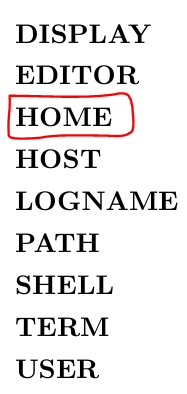 DISPLAY
EDITOR
HOME
HOST
LOGNAME
PATH
SHELL
TERM
USER